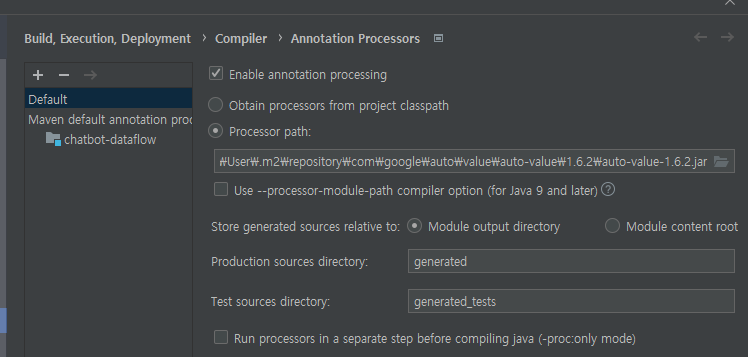 Build, Execution, Deployment › Compiler › Annotation Processors
Default
Maven default annotation proc
chatbot-dataflow
Enable annotation processing
Obtain processors from project classpath
Processor path:
₩User₩.m2₩repository₩com₩google₩auto₩value₩auto-value₩1.6.2₩auto-value-1.6.2.jar
Use --processor-module-path compiler option (for Java 9 and later) ?
Store generated sources relative to: Module output directory Module content root
Production sources directory: generated
Test sources directory: generated_tests
Run processors in a separate step before compiling java (-proc:only mode)